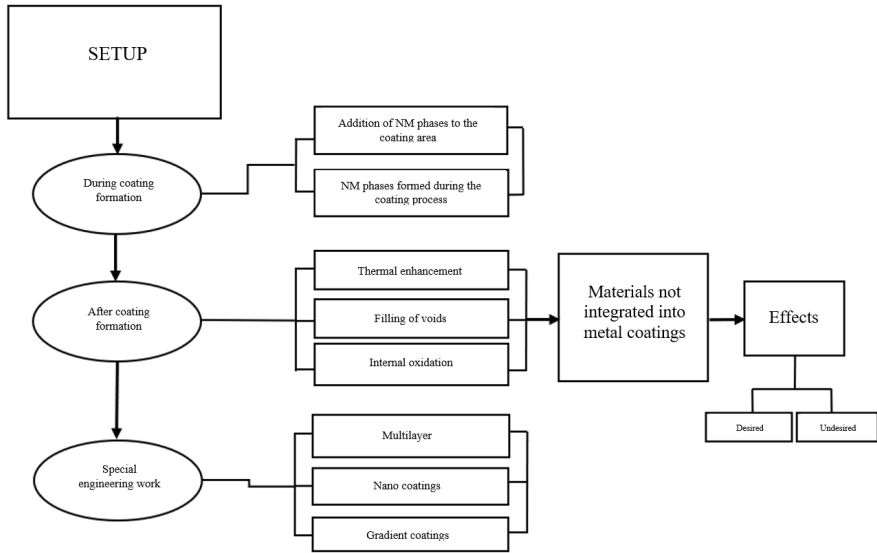 SETUP
During coating
formation
Addition of NM phases to the
coating area
NM phases formed during the
coating process
After coating
formation
Thermal enhancement
Filling of voids
Internal oxidation
Special
engineering work
Multilayer
Nano coatings
Gradient coatings
Materials not
integrated into
metal coatings
Effects
Desired
Undesired